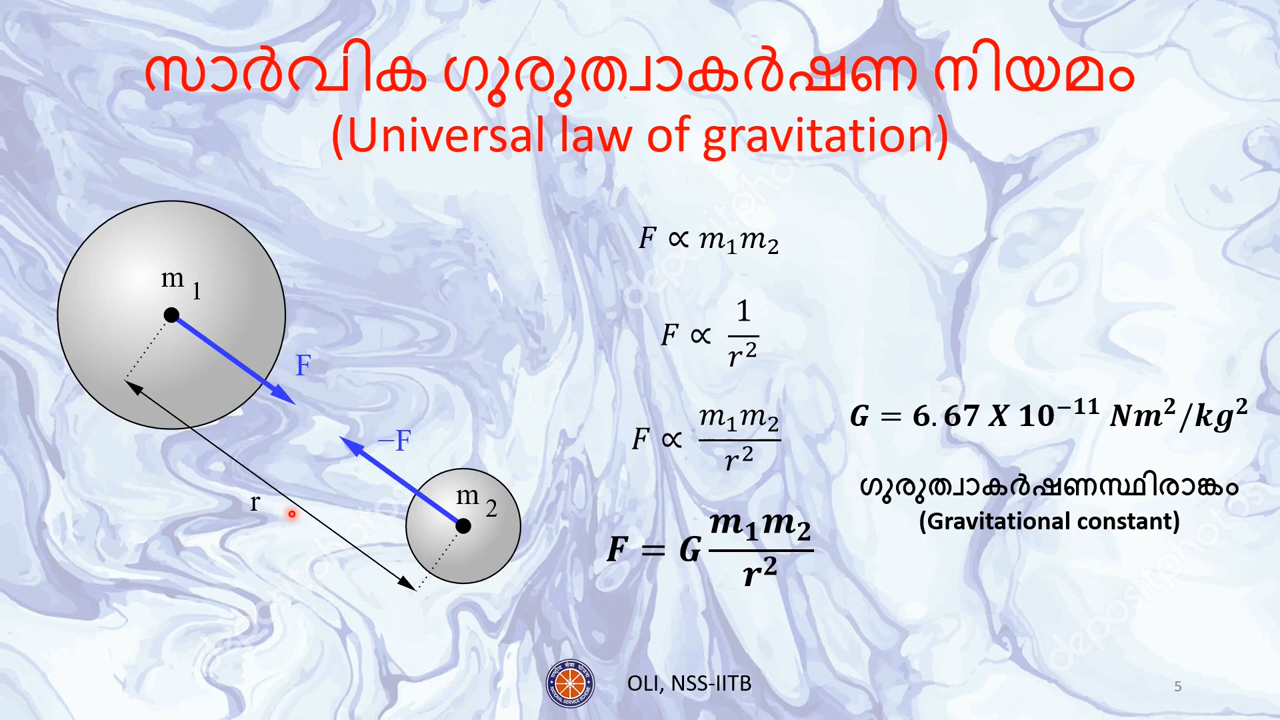 സാർവിക ഗുരുത്വാകർഷണ നിയമം
(Universal law of gravitation)
m 1
F
−F
r
m 2
F ∝ m₁m₂
F ∝ 1/r²
F ∝ m₁m₂/r²
F = G m₁m₂/r²
G = 6.67 X 10⁻¹¹ Nm²/kg²
ഗുരുത്വാകർഷണസ്ഥിരാങ്കം
(Gravitational constant)
OLI, NSS-IITB
5
depositphotos